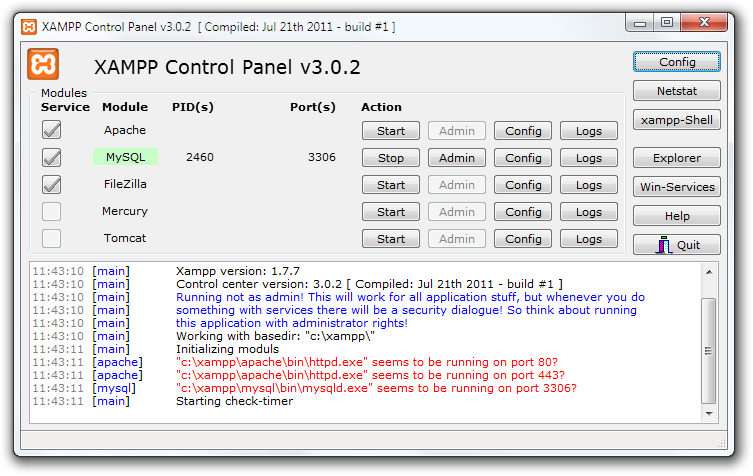 XAMPP Control Panel v3.0.2 [ Compiled: Jul 21th 2011 - build #1 ]
XAMPP Control Panel v3.0.2
Config
Modules
Netstat
Service Module PID(s) Port(s) Action
xampp-Shell
Apache Start Admin Config Logs
MySQL 2460 3306 Stop Admin Config Logs
Explorer
FileZilla Start Admin Config Logs
Win-Services
Mercury Start Admin Config Logs
Help
Tomcat Start Admin Config Logs
Quit
11:43:10 [main] Xampp version: 1.7.7
11:43:10 [main] Control center version: 3.0.2 [ Compiled: Jul 21th 2011 - build #1 ]
11:43:10 [main] Running not as admin! This will work for all application stuff, but whenever you do
11:43:10 [main] something with services there will be a security dialogue! So think about running
11:43:10 [main] this application with administrator rights!
11:43:10 [main] Working with basedir: "c:\xampp\"
11:43:11 [main] Initializing moduls
11:43:11 [apache] "c:\xampp\apache\bin\httpd.exe" seems to be running on port 80?
11:43:11 [apache] "c:\xampp\apache\bin\httpd.exe" seems to be running on port 443?
11:43:11 [mysql] "c:\xampp\mysql\bin\mysqld.exe" seems to be running on port 3306?
11:43:11 [main] Starting check-timer